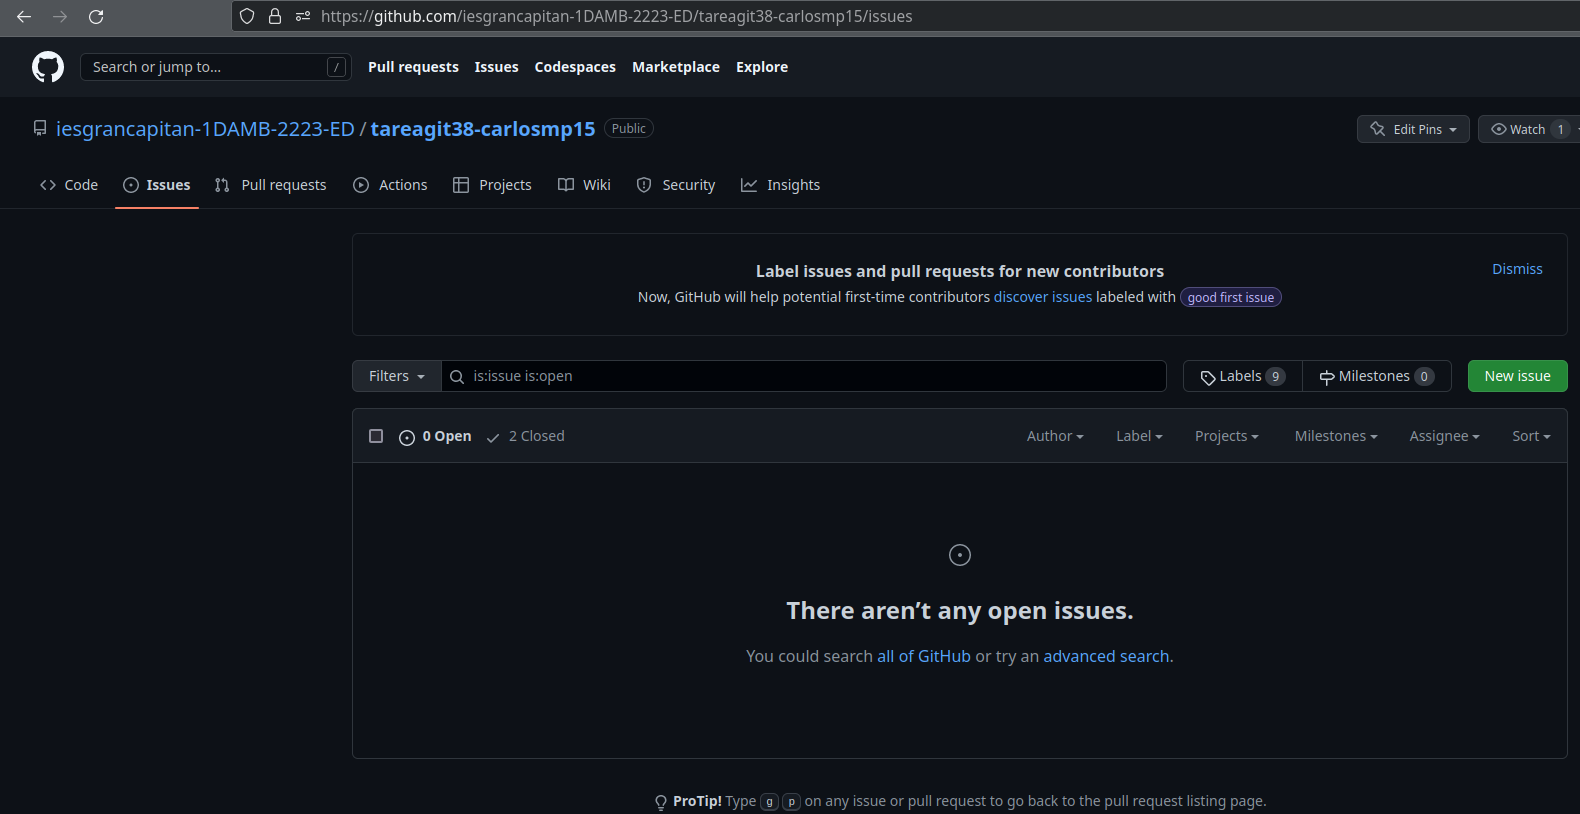 https://github.com/iesgrancapitan-1DAMB-2223-ED/tareagit38-carlosmp15/issues
Search or jump to... / Pull requests Issues Codespaces Marketplace Explore
iesgrancapitan-1DAMB-2223-ED / tareagit38-carlosmp15 Public Edit Pins Watch 1
Code Issues Pull requests Actions Projects Wiki Security Insights
Label issues and pull requests for new contributors Dismiss
Now, GitHub will help potential first-time contributors discover issues labeled with good first issue
Filters is:issue is:open Labels 9 Milestones 0 New issue
0 Open 2 Closed Author Label Projects Milestones Assignee Sort
There aren’t any open issues.
You could search all of GitHub or try an advanced search.
ProTip! Type g p on any issue or pull request to go back to the pull request listing page.